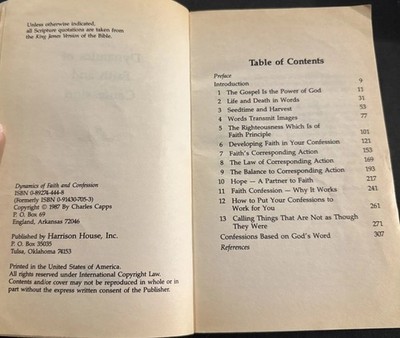 Unless otherwise indicated,
all Scripture quotations are taken from
the King James Version of the Bible.
Dynamics of Faith and Confession
ISBN 0-89274-444-8
(Formerly ISBN 0-91430-705-3)
Copyright © 1987 by Charles Capps
P. O. Box 69
England, Arkansas 72046
Published by Harrison House, Inc.
P. O. Box 35035
Tulsa, Oklahoma 74153
Printed in the United States of America.
All rights reserved under International Copyright Law.
Contents and/or cover may not be reproduced in whole or in
part without the express written consent of the Publisher.
Table of Contents
Preface
Introduction 9
1 The Gospel Is the Power of God 11
2 Life and Death in Words 31
3 Seedtime and Harvest 53
4 Words Transmit Images 77
5 The Righteousness Which Is of
Faith Principle 101
6 Developing Faith in Your Confession 121
7 Faith's Corresponding Action 153
8 The Law of Corresponding Action 169
9 The Balance to Corresponding Action 193
10 Hope — A Partner to Faith 217
11 Faith Confession — Why It Works 241
12 How to Put Your Confessions to
Work for You 261
13 Calling Things That Are not as Though
They Were 271
Confessions Based on God's Word 307
References